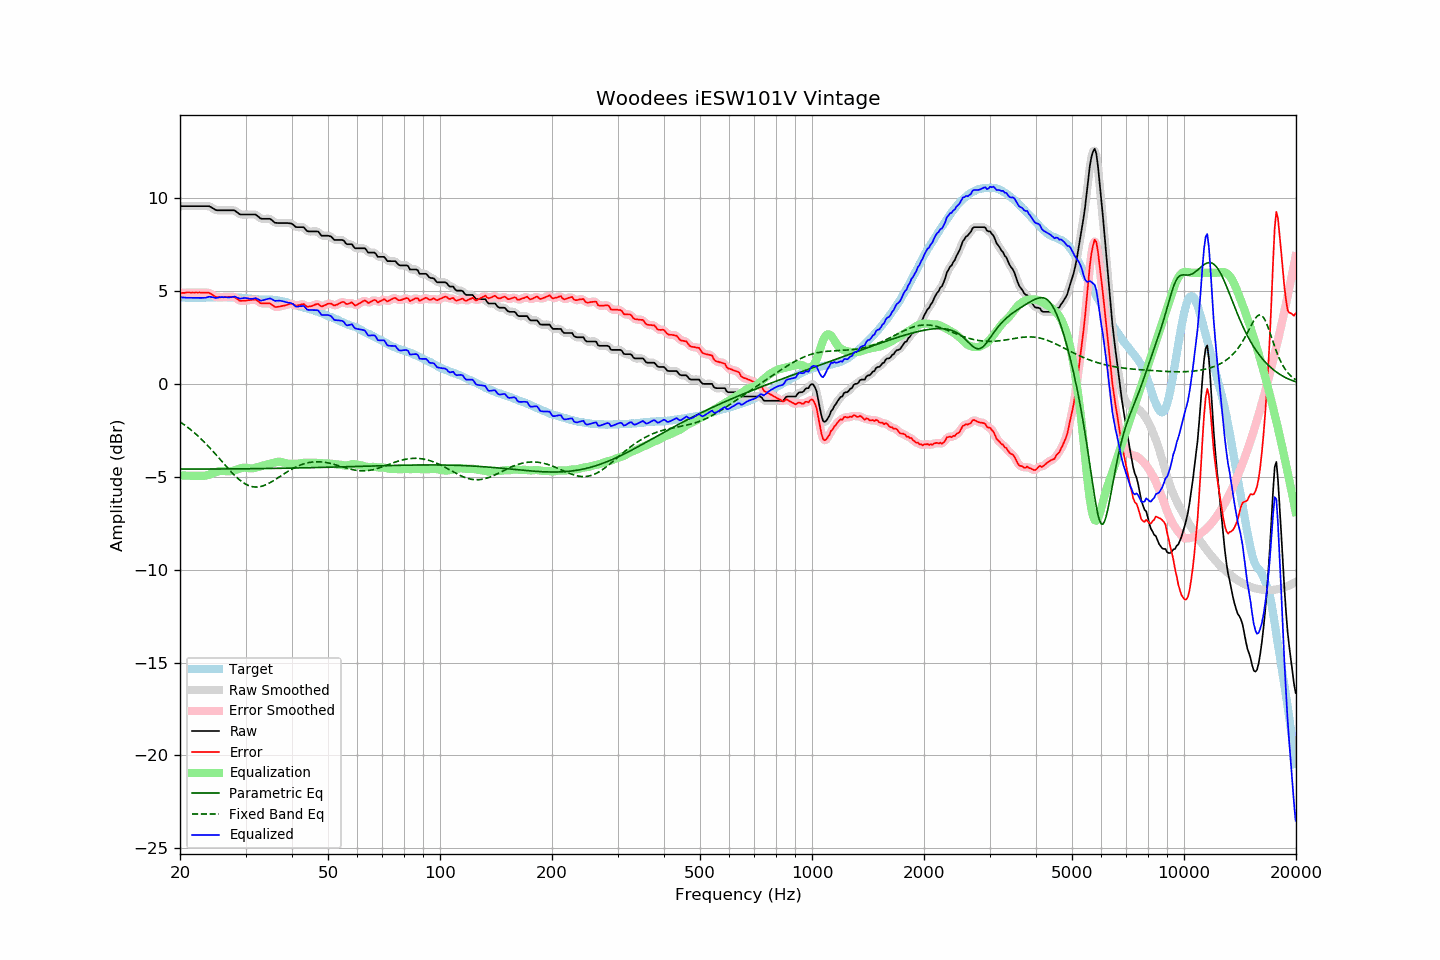 Woodees iESW101V Vintage
Amplitude (dBr)
10
5
0
−5
−10
−15
−20
−25
Target
Raw Smoothed
Error Smoothed
Raw
Error
Equalization
Parametric Eq
Fixed Band Eq
Equalized
20 50 100 200 500 1000 2000 5000 10000 20000
Frequency (Hz)